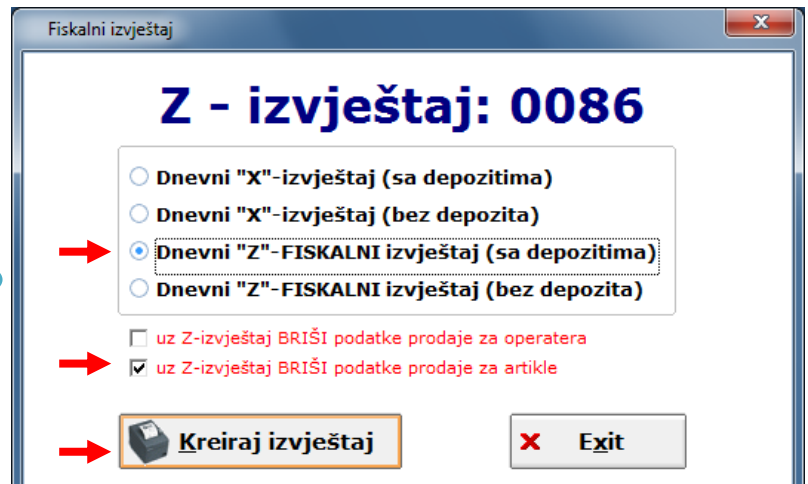 Fiskalni izvještaj
Z - izvještaj: 0086
Dnevni "X"-izvještaj (sa depozitima)
Dnevni "X"-izvještaj (bez depozita)
Dnevni "Z"-FISKALNI izvještaj (sa depozitima)
Dnevni "Z"-FISKALNI izvještaj (bez depozita)
uz Z-izvještaj BRIŠI podatke prodaje za operatera
uz Z-izvještaj BRIŠI podatke prodaje za artikle
Kreiraj izvještaj
Exit